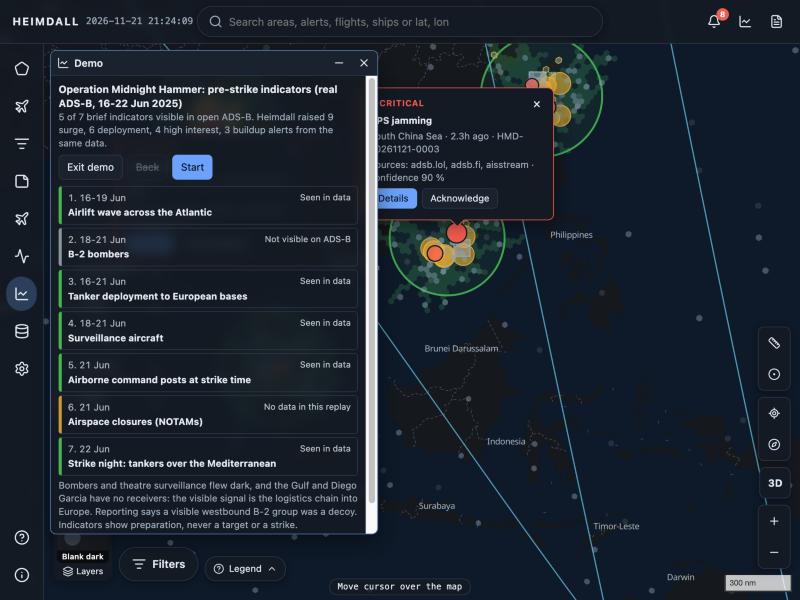 HEIMDALL 2026-11-21 21:24:09
Search areas, alerts, flights, ships or lat, lon
8
Demo
Operation Midnight Hammer: pre-strike indicators (real
ADS-B, 16-22 Jun 2025)
5 of 7 brief indicators visible in open ADS-B. Heimdall raised 9
surge, 6 deployment, 4 high interest, 3 buildup alerts from the
same data.
Exit demo
Back
Start
1. 16-19 Jun
Seen in data
Airlift wave across the Atlantic
2. 18-21 Jun
Not visible on ADS-B
B-2 bombers
3. 16-21 Jun
Seen in data
Tanker deployment to European bases
4. 18-21 Jun
Seen in data
Surveillance aircraft
5. 21 Jun
Seen in data
Airborne command posts at strike time
6. 21 Jun
No data in this replay
Airspace closures (NOTAMs)
7. 22 Jun
Seen in data
Strike night: tankers over the Mediterranean
Bombers and theatre surveillance flew dark, and the Gulf and Diego
Garcia have no receivers: the visible signal is the logistics chain into
Europe. Reporting says a visible westbound B-2 group was a decoy.
Indicators show preparation, never a target or a strike.
CRITICAL
PS jamming
outh China Sea · 2.3h ago · HMD-
0261121-0003
ources: adsb.lol, adsb.fi, aisstream ·
onfidence 90 %
Details
Acknowledge
Philippines
Brunei Darussalam
Indonesia
Surabaya
Timor-Leste
Darwin
3D
300 nm
Blank dark
Layers
Filters
Legend
Move cursor over the map